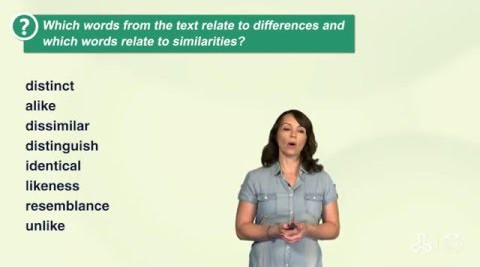 ?
Which words from the text relate to differences and
which words relate to similarities?
distinct
alike
dissimilar
distinguish
identical
likeness
resemblance
unlike